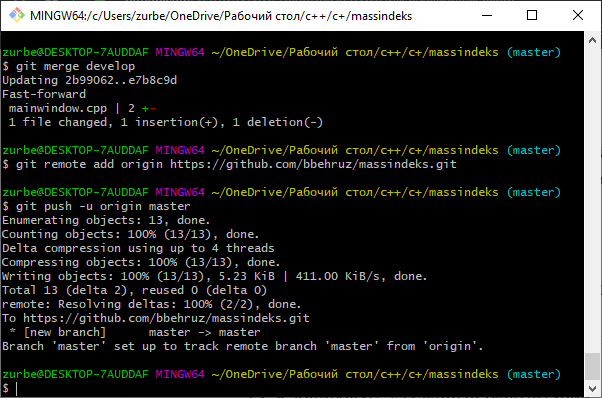 MINGW64:/c/Users/zurbe/OneDrive/Рабочий стол/c++/c+/massindeks
zurbe@DESKTOP-7AUDDAF MINGW64 ~/OneDrive/Рабочий стол/c++/c+/massindeks (master)
$ git merge develop
Updating 2b99062..e7b8c9d
Fast-forward
mainwindow.cpp | 2 +-
1 file changed, 1 insertion(+), 1 deletion(-)
zurbe@DESKTOP-7AUDDAF MINGW64 ~/OneDrive/Рабочий стол/c++/c+/massindeks (master)
$ git remote add origin https://github.com/bbehruz/massindeks.git
zurbe@DESKTOP-7AUDDAF MINGW64 ~/OneDrive/Рабочий стол/c++/c+/massindeks (master)
$ git push -u origin master
Enumerating objects: 13, done.
Counting objects: 100% (13/13), done.
Delta compression using up to 4 threads
Compressing objects: 100% (13/13), done.
Writing objects: 100% (13/13), 5.23 KiB | 411.00 KiB/s, done.
Total 13 (delta 2), reused 0 (delta 0)
remote: Resolving deltas: 100% (2/2), done.
To https://github.com/bbehruz/massindeks.git
* [new branch]      master -> master
Branch 'master' set up to track remote branch 'master' from 'origin'.
zurbe@DESKTOP-7AUDDAF MINGW64 ~/OneDrive/Рабочий стол/c++/c+/massindeks (master)
$